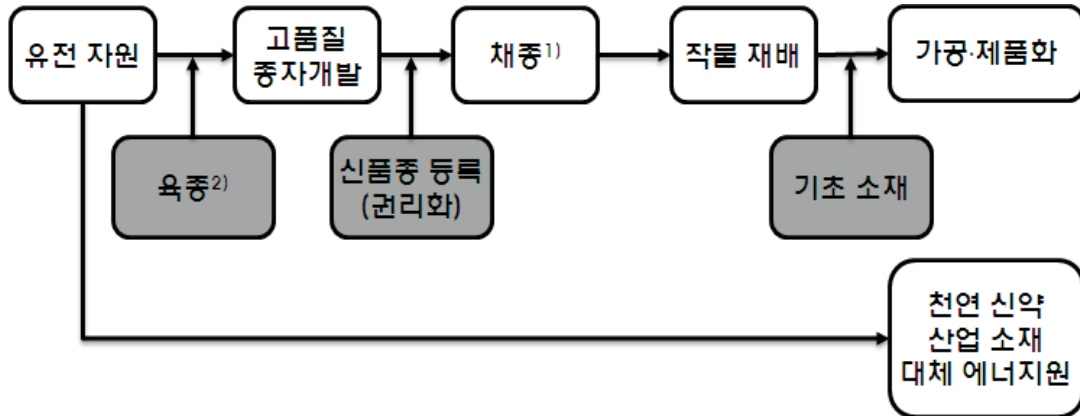 유전 자원
고품질
종자개발
채종1)
작물 재배
가공·제품화
육종2)
신품종 등록
(권리화)
기초 소재
천연 신약
산업 소재
대체 에너지원